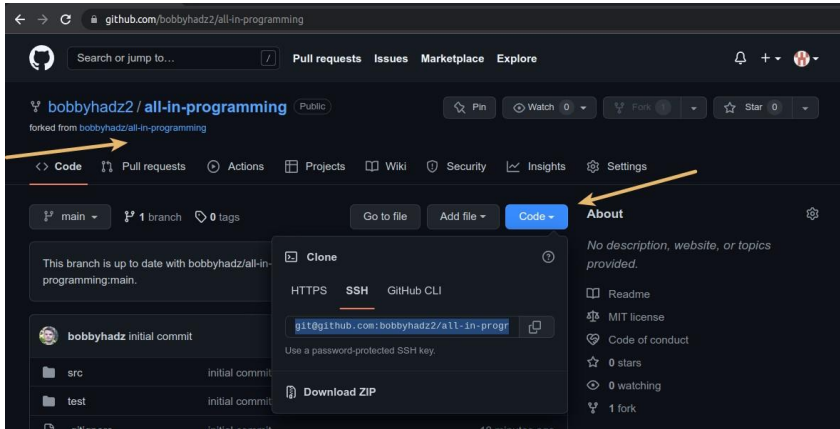 github.com/bobbyhadz2/all-in-programming
Search or jump to... / Pull requests Issues Marketplace Explore
bobbyhadz2 / all-in-programming Public Pin Watch 0 Fork 1 Star 0
forked from bobbyhadz/all-in-programming
Code Pull requests Actions Projects Wiki Security Insights Settings
main 1 branch 0 tags Go to file Add file Code
About
No description, website, or topics
provided.
This branch is up to date with bobbyhadz/all-in-
programming:main.
Clone
HTTPS SSH GitHub CLI
git@github.com:bobbyhadz2/all-in-progr
Use a password-protected SSH key.
Download ZIP
Readme
MIT license
Code of conduct
0 stars
0 watching
1 fork
bobbyhadz initial commit
src initial commit
test initial commit